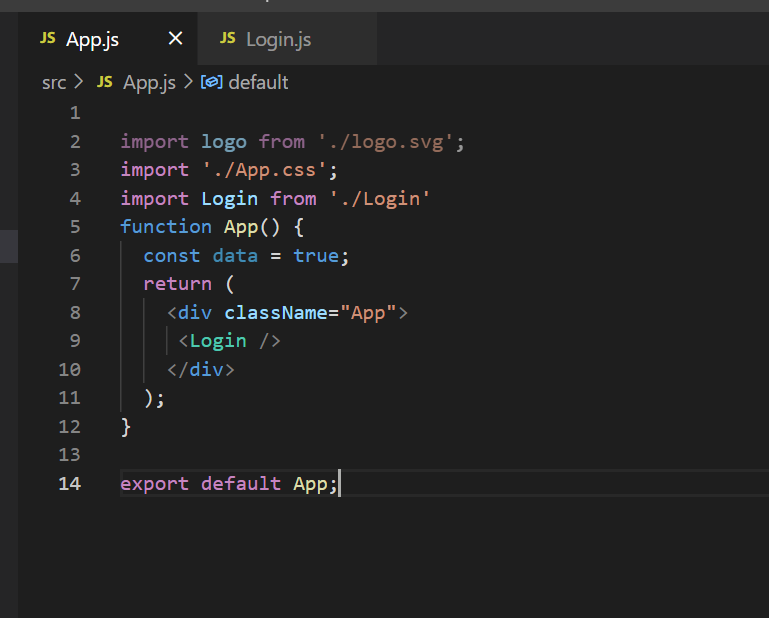 JS App.js × JS Login.js
src > JS App.js > default
1
2 import logo from './logo.svg';
3 import './App.css';
4 import Login from './Login'
5 function App() {
6   const data = true;
7   return (
8     <div className="App">
9      <Login />
10     </div>
11   );
12 }
13
14 export default App;